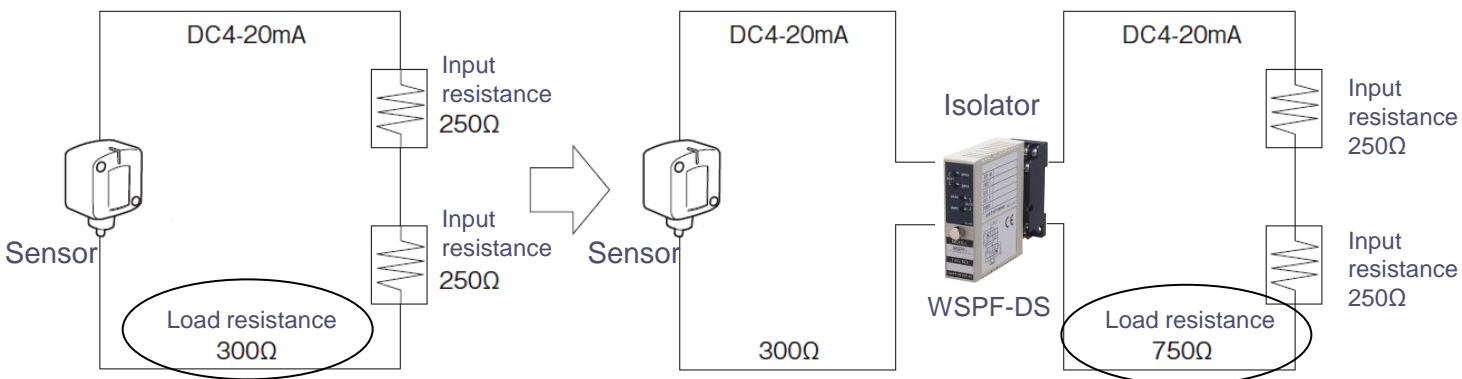 DC4-20mA
Input
resistance
250Ω
Sensor
Input
resistance
250Ω
Load resistance
300Ω
DC4-20mA
Sensor
300Ω
Isolator
WSPF-DS
DC4-20mA
Input
resistance
250Ω
Input
resistance
250Ω
Load resistance
750Ω
CE